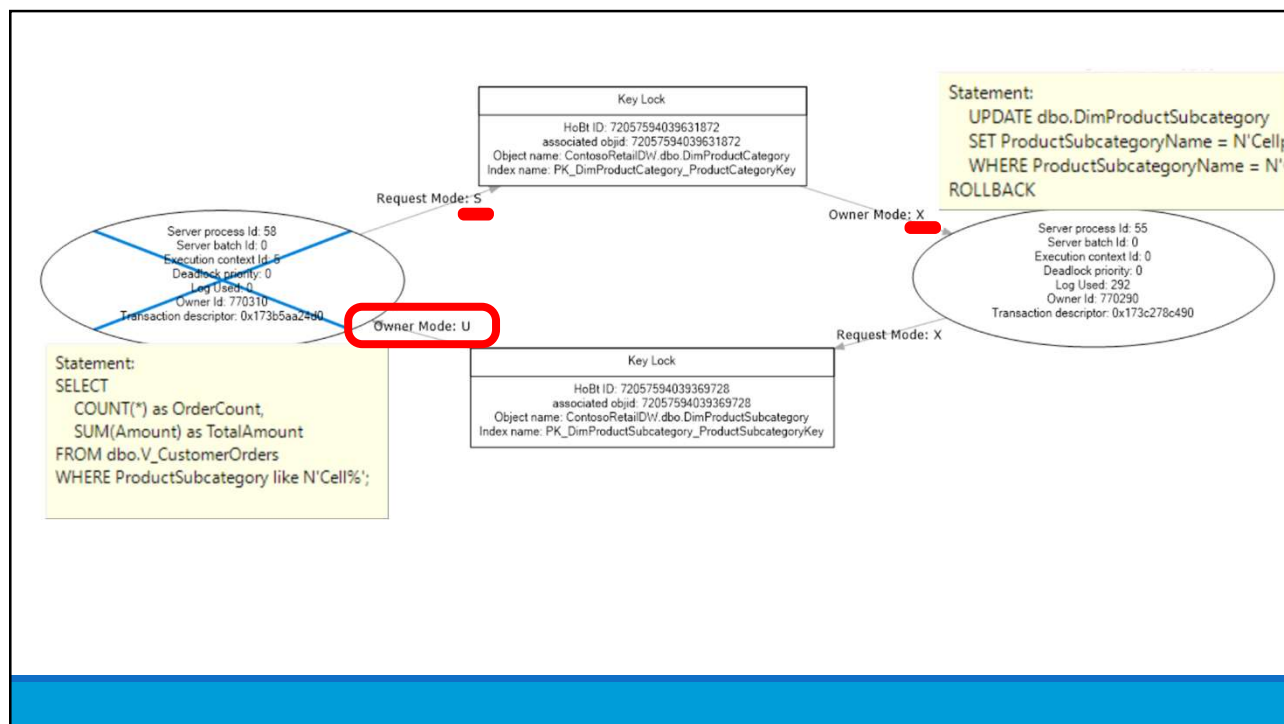 Key Lock
HoBt ID: 72057594039631872
associated objid: 72057594039631872
Object name: ContosoRetailDW.dbo.DimProductCategory
Index name: PK_DimProductCategory_ProductCategoryKey
Statement:
UPDATE dbo.DimProductSubcategory
SET ProductSubcategoryName = N'Cell
WHERE ProductSubcategoryName = N'
ROLLBACK
Request Mode: S
Owner Mode: X
Server process Id: 58
Server batch Id: 0
Execution context Id: 5
Deadlock priority: 0
Log Used: 0
Owner Id: 770310
Transaction descriptor: 0x173b5aa24d0
Server process Id: 55
Server batch Id: 0
Execution context Id: 0
Deadlock priority: 0
Log Used: 292
Owner Id: 770290
Transaction descriptor: 0x173c278c490
Owner Mode: U
Request Mode: X
Key Lock
HoBt ID: 72057594039369728
associated objid: 72057594039369728
Object name: ContosoRetailDW.dbo.DimProductSubcategory
Index name: PK_DimProductSubcategory_ProductSubcategoryKey
Statement:
SELECT
COUNT(*) as OrderCount,
SUM(Amount) as TotalAmount
FROM dbo.V_CustomerOrders
WHERE ProductSubcategory like N'Cell%';